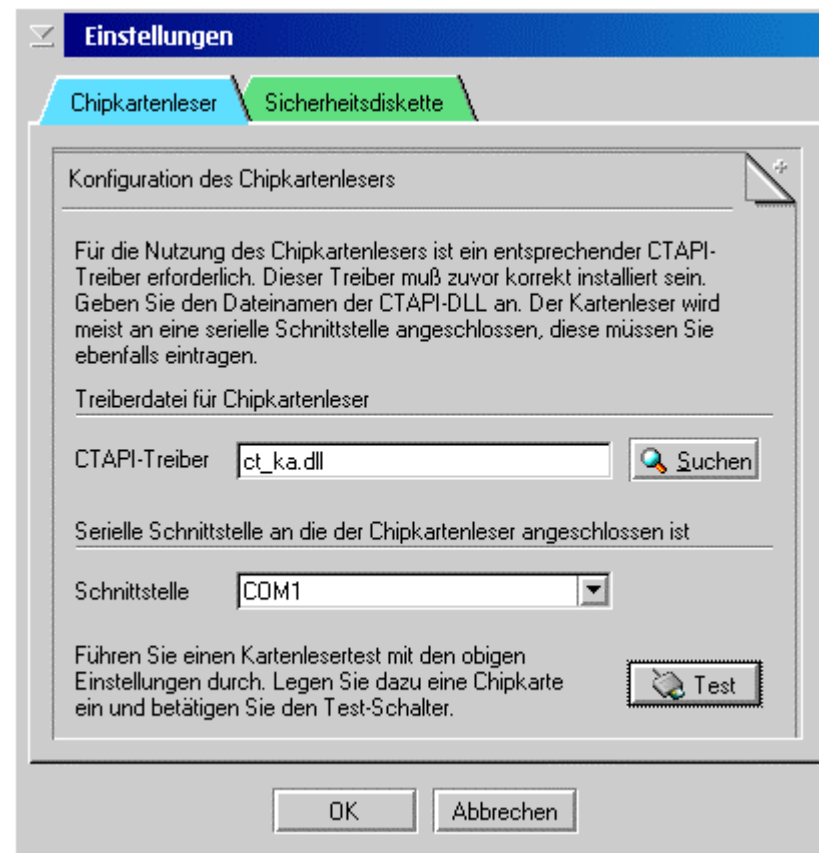 Einstellungen
Chipkartenleser
Sicherheitsdiskette
Konfiguration des Chipkartenlesers
Für die Nutzung des Chipkartenlesers ist ein entsprechender CTAPI-
Treiber erforderlich. Dieser Treiber muß zuvor korrekt installiert sein.
Geben Sie den Dateinamen der CTAPI-DLL an. Der Kartenleser wird
meist an eine serielle Schnittstelle angeschlossen, diese müssen Sie
ebenfalls eintragen.
Treiberdatei für Chipkartenleser
CTAPI-Treiber ct_ka.dll Suchen
Serielle Schnittstelle an die der Chipkartenleser angeschlossen ist
Schnittstelle COM1
Führen Sie einen Kartenlesertest mit den obigen
Einstellungen durch. Legen Sie dazu eine Chipkarte
ein und betätigen Sie den Test-Schalter.
Test
OK Abbrechen